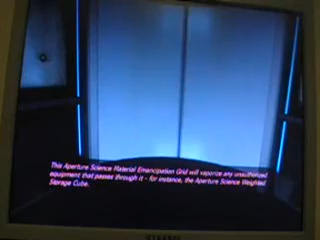 This Aperture Science Material Emancipation Grid will vaporize any unauthorized
equipment that passes through it - for instance, the Aperture Science Weighted
Storage Cube.